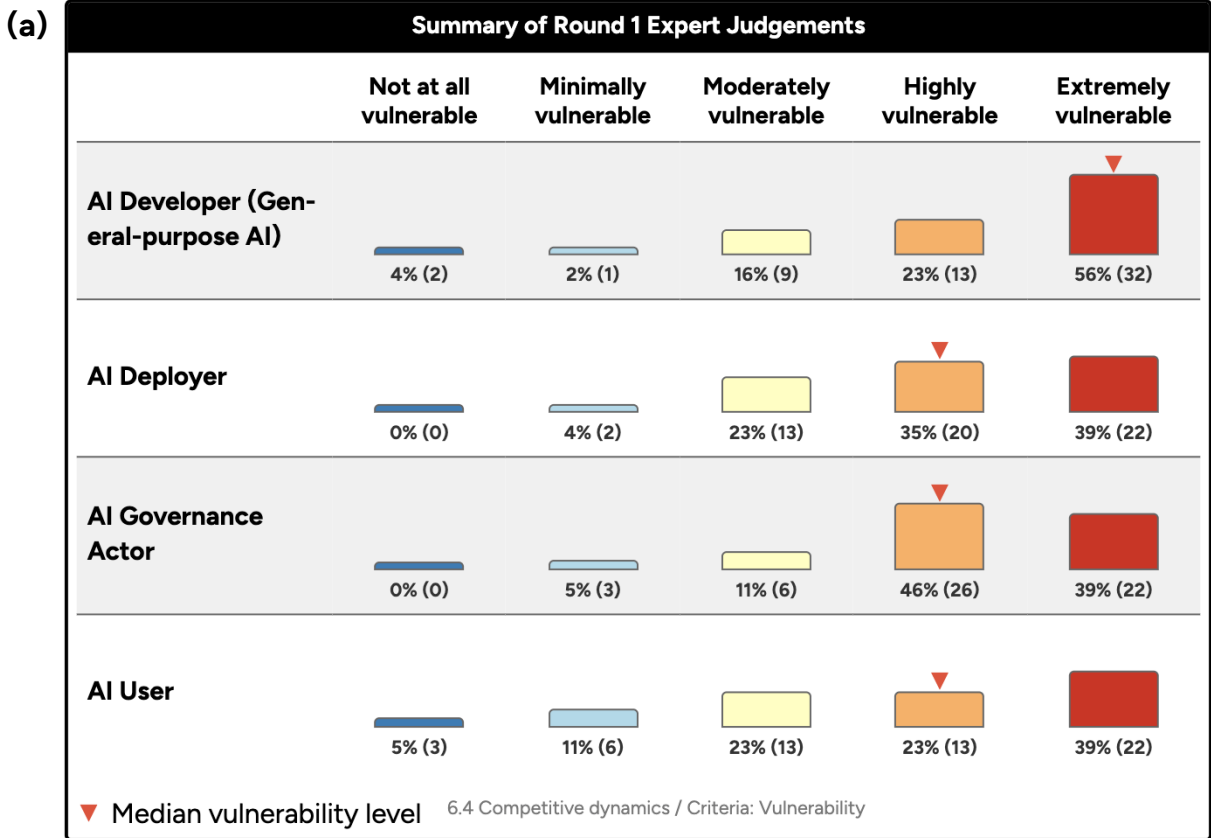 (a)
Summary of Round 1 Expert Judgements
Not at all vulnerable
Minimally vulnerable
Moderately vulnerable
Highly vulnerable
Extremely vulnerable
AI Developer (Gen-
eral-purpose AI)
4% (2)
2% (1)
16% (9)
23% (13)
56% (32)
AI Deployer
0% (0)
4% (2)
23% (13)
35% (20)
39% (22)
AI Governance
Actor
0% (0)
5% (3)
11% (6)
46% (26)
39% (22)
AI User
5% (3)
11% (6)
23% (13)
23% (13)
39% (22)
Median vulnerability level
6.4 Competitive dynamics / Criteria: Vulnerability